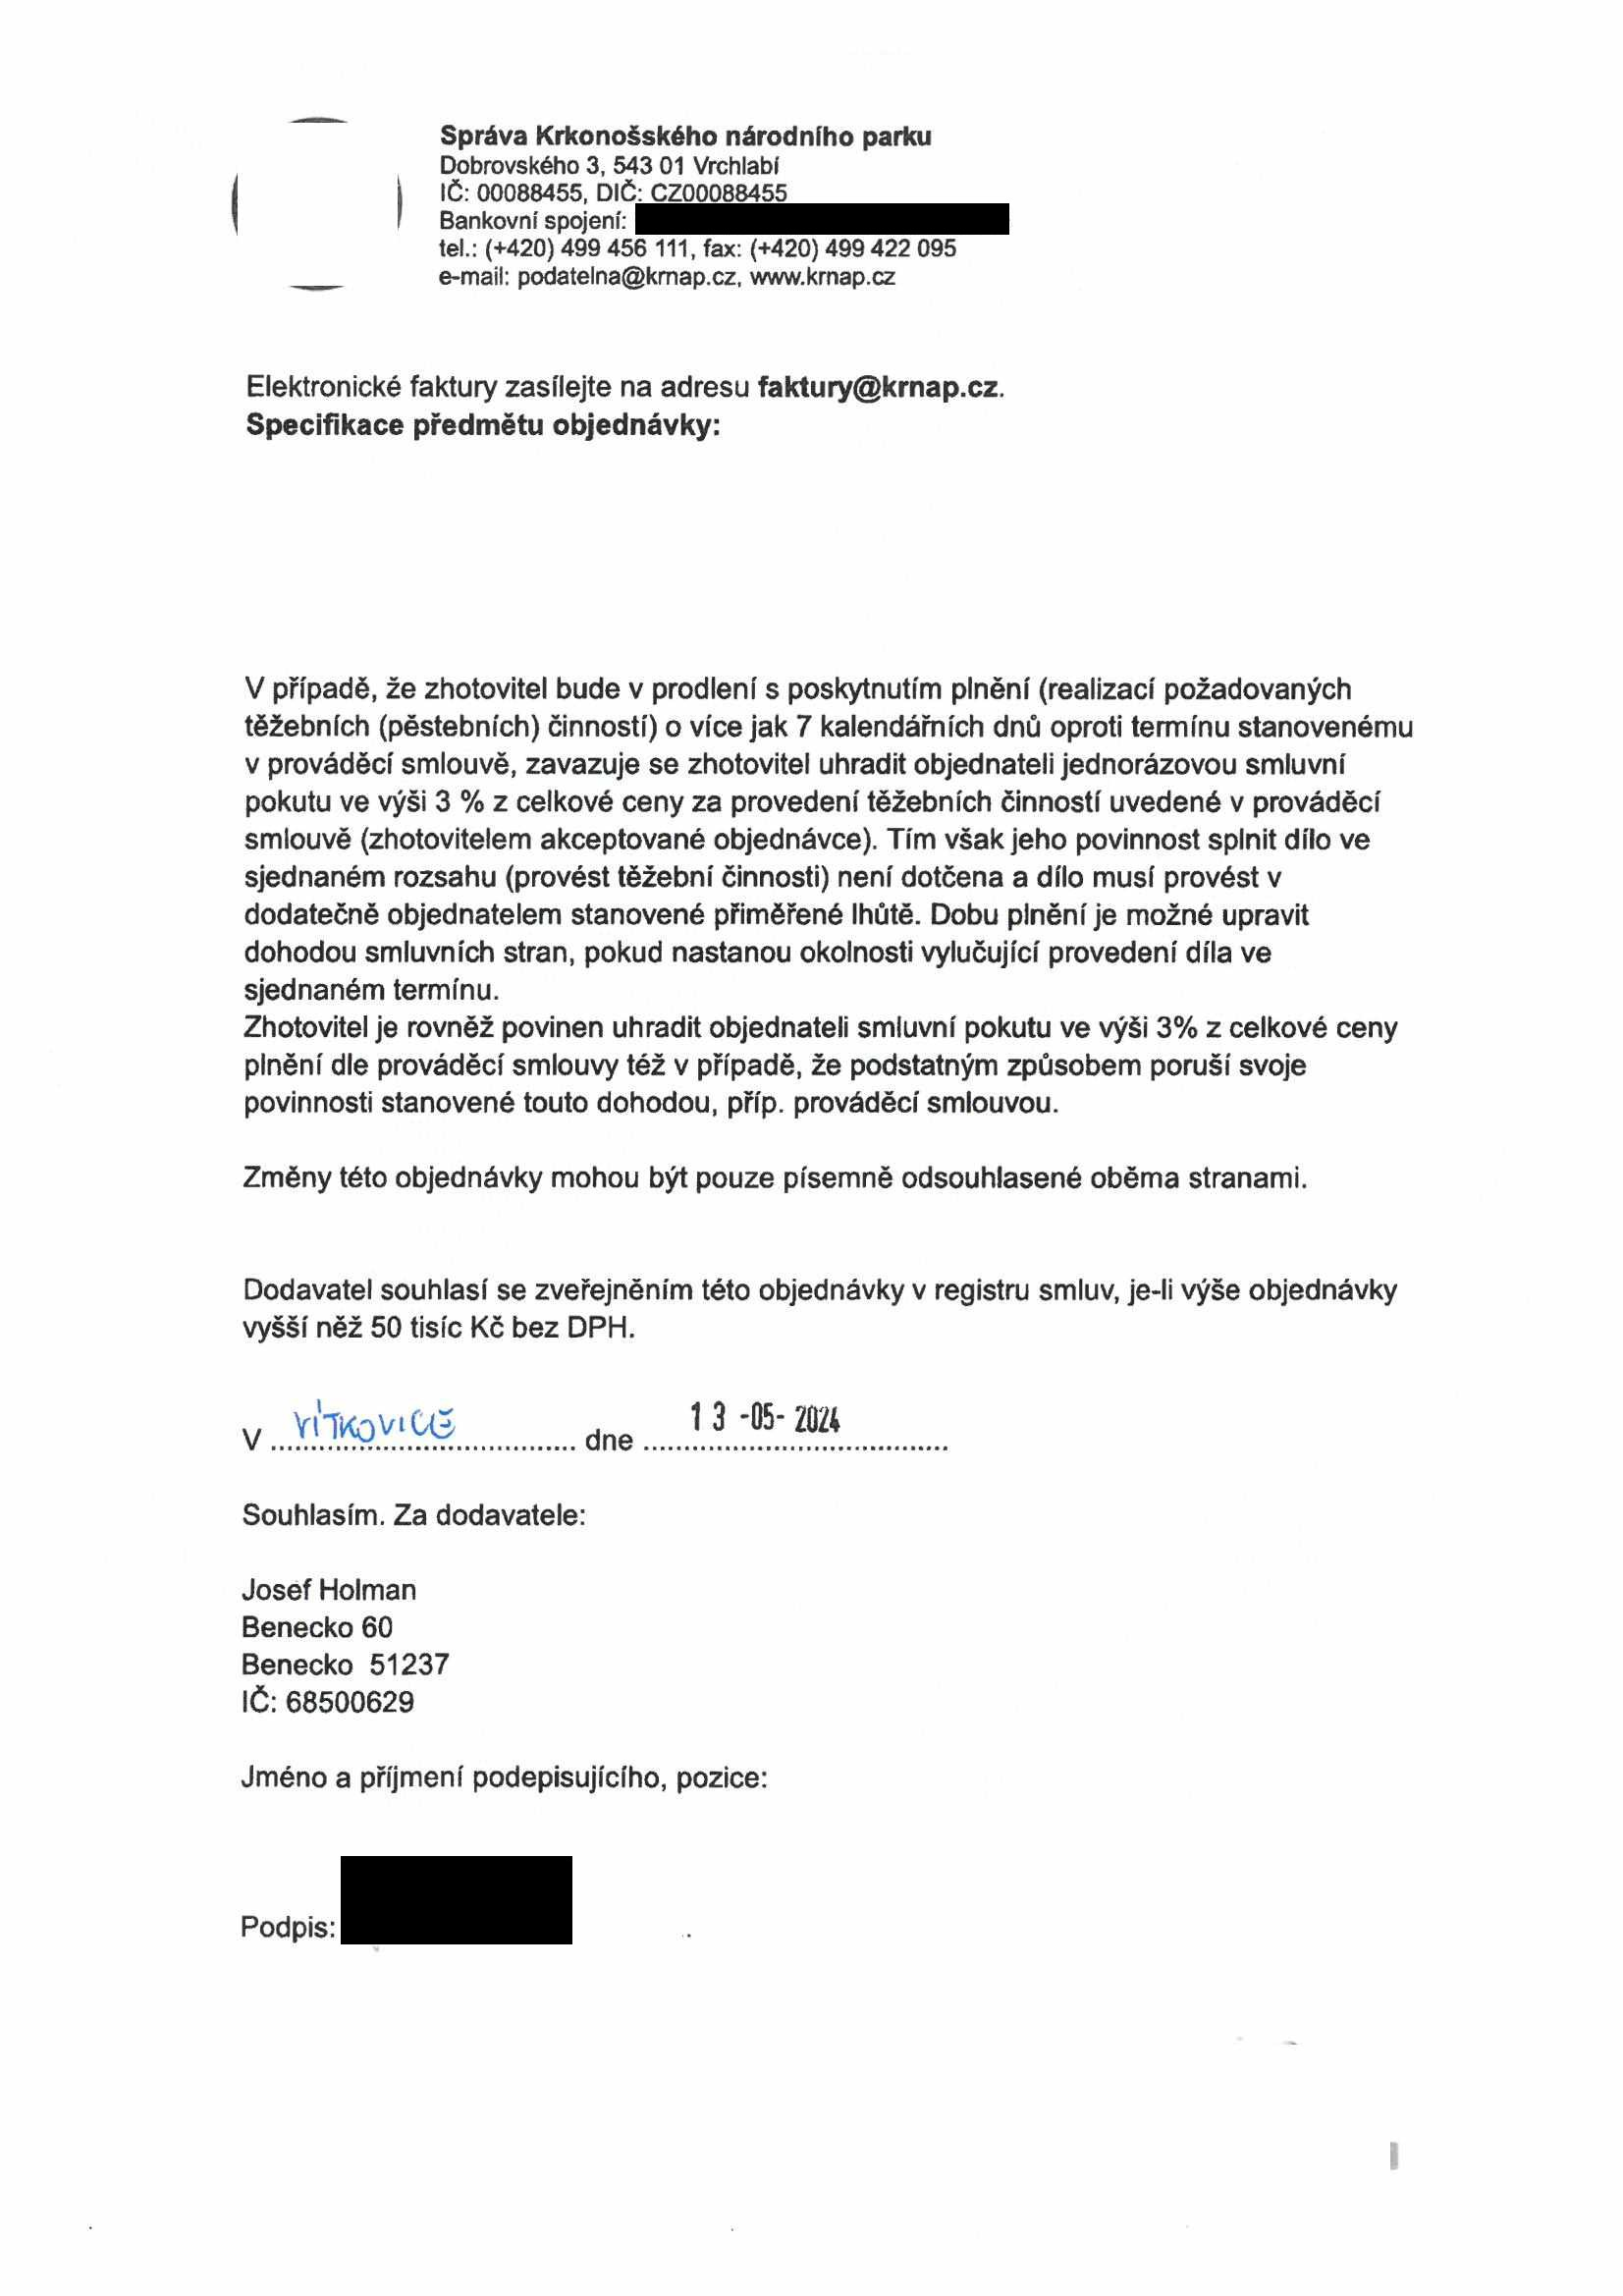 Správa Krkonošského národního parku
Dobrovského 3, 543 01 Vrchlabí
IČ: 00088455, DIČ: CZ00088455
Bankovní spojení:
tel.: (+420) 499 456 111, fax: (+420) 499 422 095
e-mail: podatelna@krnap.cz, www.krnap.cz
Elektronické faktury zasílejte na adresu faktury@krnap.cz.
Specifikace předmětu objednávky:
V případě, že zhotovitel bude v prodlení s poskytnutím plnění (realizací požadovaných
těžebních (pěstebních) činností) o více jak 7 kalendářních dnů oproti termínu stanovenému
v prováděcí smlouvě, zavazuje se zhotovitel uhradit objednateli jednorázovou smluvní
pokutu ve výši 3 % z celkové ceny za provedení těžebních činností uvedené v prováděcí
smlouvě (zhotovitelem akceptované objednávce). Tím však jeho povinnost splnit dílo ve
sjednaném rozsahu (provést těžební činnosti) není dotčena a dílo musí provést v
dodatečně objednatelem stanovené přiměřené lhůtě. Dobu plnění je možné upravit
dohodou smluvních stran, pokud nastanou okolnosti vylučující provedení díla ve
sjednaném termínu.
Zhotovitel je rovněž povinen uhradit objednateli smluvní pokutu ve výši 3% z celkové ceny
plnění dle prováděcí smlouvy též v případě, že podstatným způsobem poruší svoje
povinnosti stanovené touto dohodou, příp. prováděcí smlouvou.
Změny této objednávky mohou být pouze písemně odsouhlasené oběma stranami.
Dodavatel souhlasí se zveřejněním této objednávky v registru smluv, je-li výše objednávky
vyšší něž 50 tisíc Kč bez DPH.
V VÍTKOVICE dne 13 -05- 2024
Souhlasím. Za dodavatele:
Josef Holman
Benecko 60
Benecko 51237
IČ: 68500629
Jméno a příjmení podepisujícího, pozice:
Podpis: